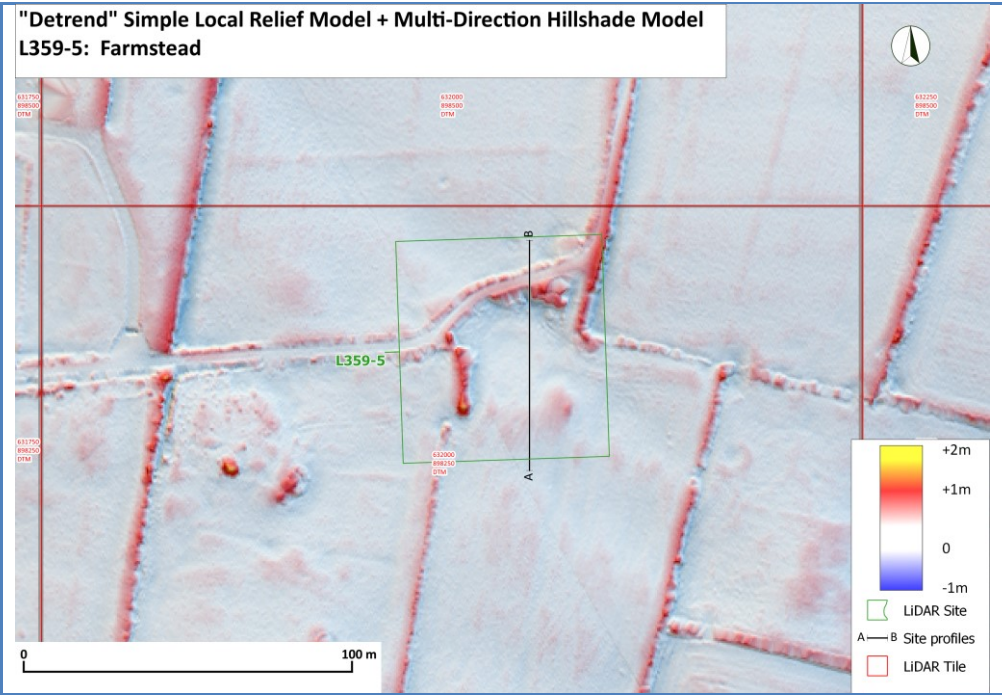 "Detrend" Simple Local Relief Model + Multi-Direction Hillshade Model
L359-5: Farmstead
631750
898500
DTM
632000
898500
DTM
632250
898500
DTM
B
L359-5
631750
898250
DTM
632000
898250
DTM
A
+2m
+1m
0
-1m
LiDAR Site
A B Site profiles
LiDAR Tile
0 100 m